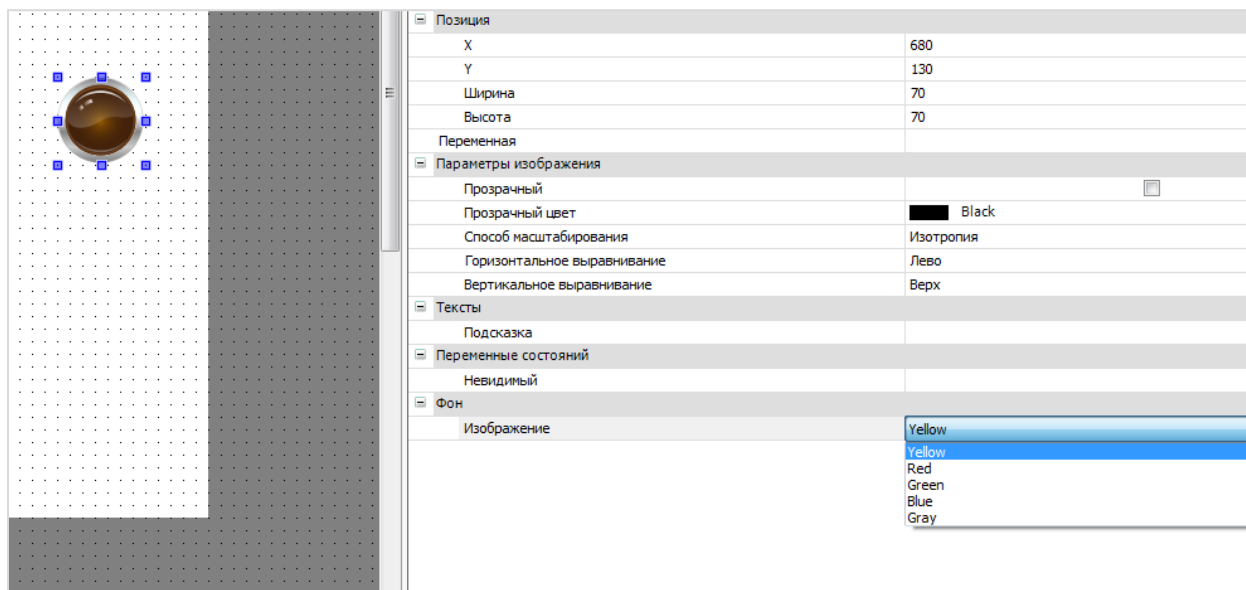 Позиция
X 680
Y 130
Ширина 70
Высота 70
Переменная
Параметры изображения
Прозрачный
Прозрачный цвет Black
Способ масштабирования Изотропия
Горизонтальное выравнивание Лево
Вертикальное выравнивание Верх
Тексты
Подсказка
Переменные состояний
Невидимый
Фон
Изображение Yellow
Yellow
Red
Green
Blue
Gray